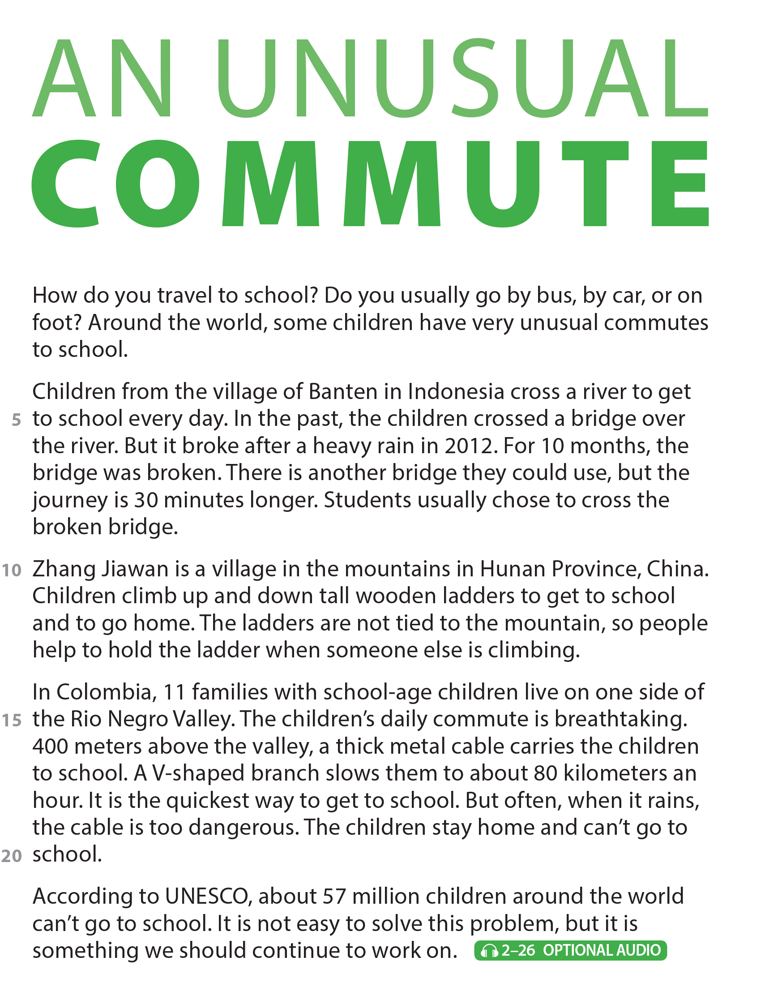 AN UNUSUAL
COMMUTE
How do you travel to school? Do you usually go by bus, by car, or on
foot? Around the world, some children have very unusual commutes
to school.
Children from the village of Banten in Indonesia cross a river to get
5 to school every day. In the past, the children crossed a bridge over
the river. But it broke after a heavy rain in 2012. For 10 months, the
bridge was broken. There is another bridge they could use, but the
journey is 30 minutes longer. Students usually chose to cross the
broken bridge.
10 Zhang Jiawan is a village in the mountains in Hunan Province, China.
Children climb up and down tall wooden ladders to get to school
and to go home. The ladders are not tied to the mountain, so people
help to hold the ladder when someone else is climbing.
In Colombia, 11 families with school-age children live on one side of
15 the Rio Negro Valley. The children’s daily commute is breathtaking.
400 meters above the valley, a thick metal cable carries the children
to school. A V-shaped branch slows them to about 80 kilometers an
hour. It is the quickest way to get to school. But often, when it rains,
the cable is too dangerous. The children stay home and can’t go to
20 school.
According to UNESCO, about 57 million children around the world
can’t go to school. It is not easy to solve this problem, but it is
something we should continue to work on. 2–26 OPTIONAL AUDIO